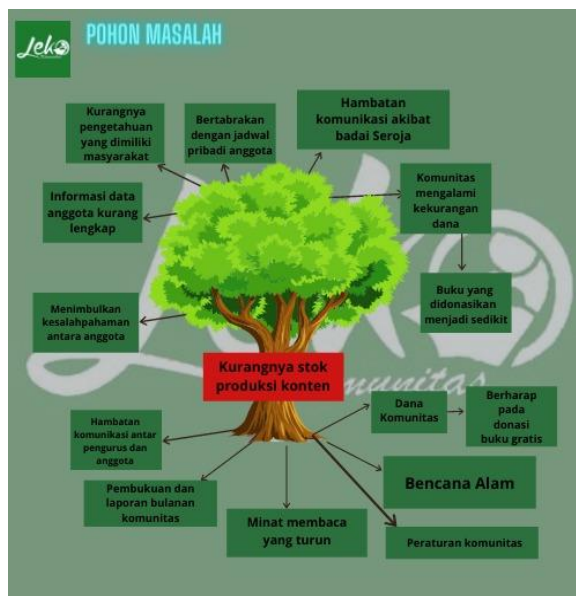 Leko
POHON MASALAH
Kurangnya
pengetahuan
yang dimiliki
masyarakat
Bertabrakan
dengan jadwal
pribadi anggota
Hambatan
komunikasi akibat
badai Seroja
Informasi data
anggota kurang
lengkap
Komunitas
mengalami
kekurangan
dana
Menimbulkan
kesalahpahaman
antara anggota
Buku yang
didonasikan
menjadi sedikit
Kurangnya stok
produksi konten
Komunitas
Hambatan
komunikasi antar
pengurus dan
anggota
Dana
Komunitas
Berharap
pada
donasi
buku gratis
Pembukuan dan
laporan bulanan
komunitas
Minat membaca
yang turun
Bencana Alam
Peraturan komunitas